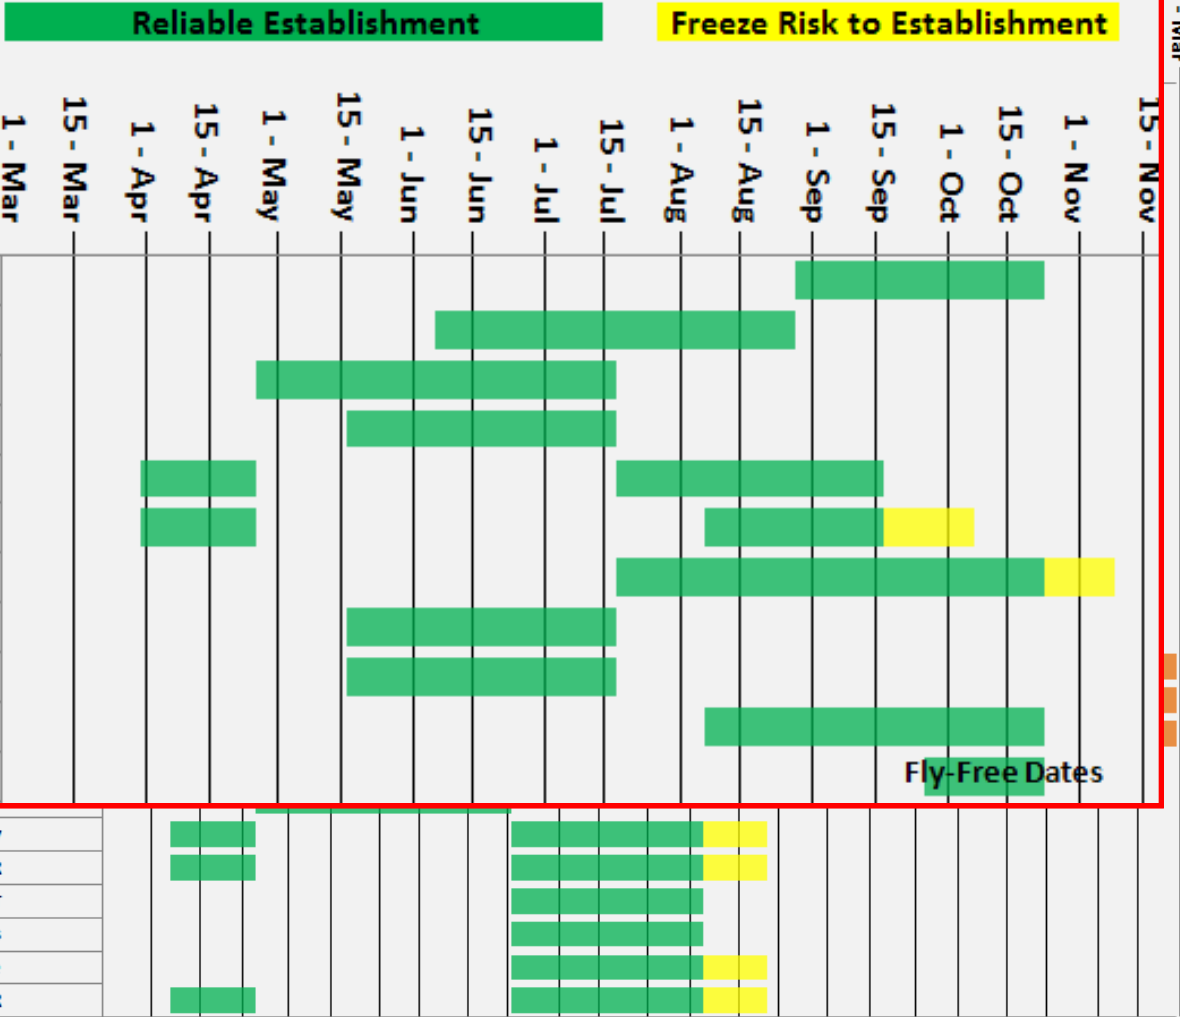 Reliable Establishment
Freeze Risk to Establishment
1 - Mar
15 - Mar
1 - Apr
15 - Apr
1 - May
15 - May
1 - Jun
15 - Jun
1 - Jul
15 - Jul
1 - Aug
15 - Aug
1 - Sep
15 - Sep
1 - Oct
15 - Oct
1 - Nov
15 - Nov
- Mar
Fly-Free Dates